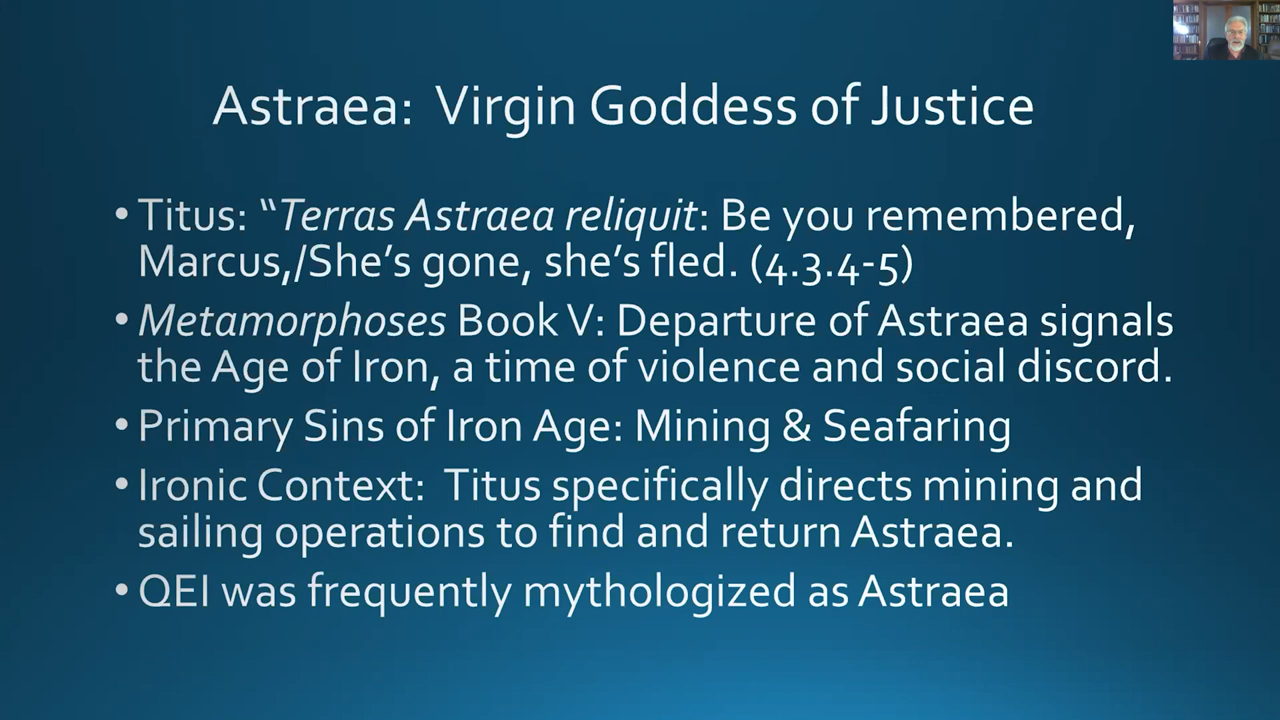 Astraea: Virgin Goddess of Justice
• Titus: “Terras Astraea reliquit: Be you remembered,
Marcus,/She’s gone, she’s fled. (4.3.4-5)
• Metamorphoses Book V: Departure of Astraea signals
the Age of Iron, a time of violence and social discord.
• Primary Sins of Iron Age: Mining & Seafaring
• Ironic Context: Titus specifically directs mining and
sailing operations to find and return Astraea.
• QEI was frequently mythologized as Astraea